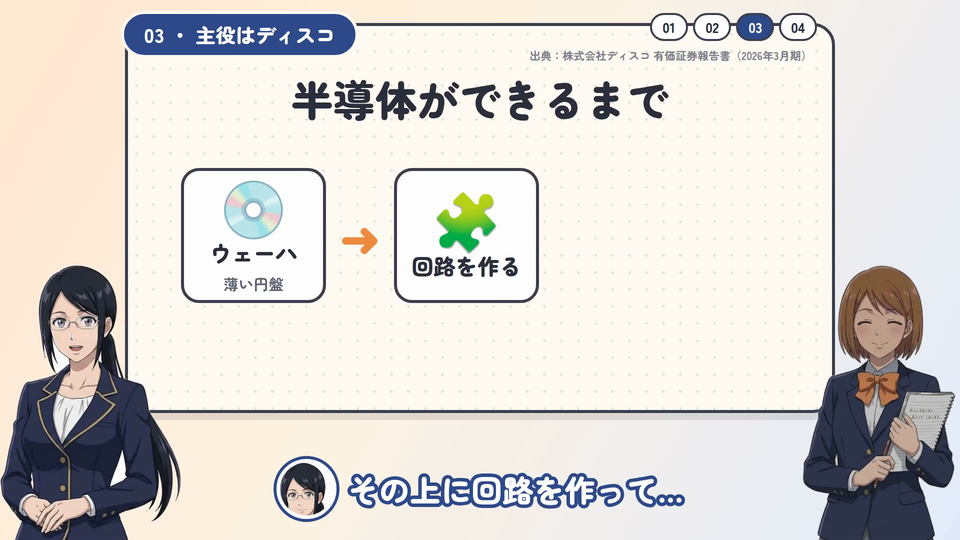 03 ・ 主役はディスコ
01 02 03 04
出典：株式会社ディスコ 有価証券報告書（2026年3月期）
半導体ができるまで
ウェーハ
薄い円盤
回路を作る
その上に回路を作って…